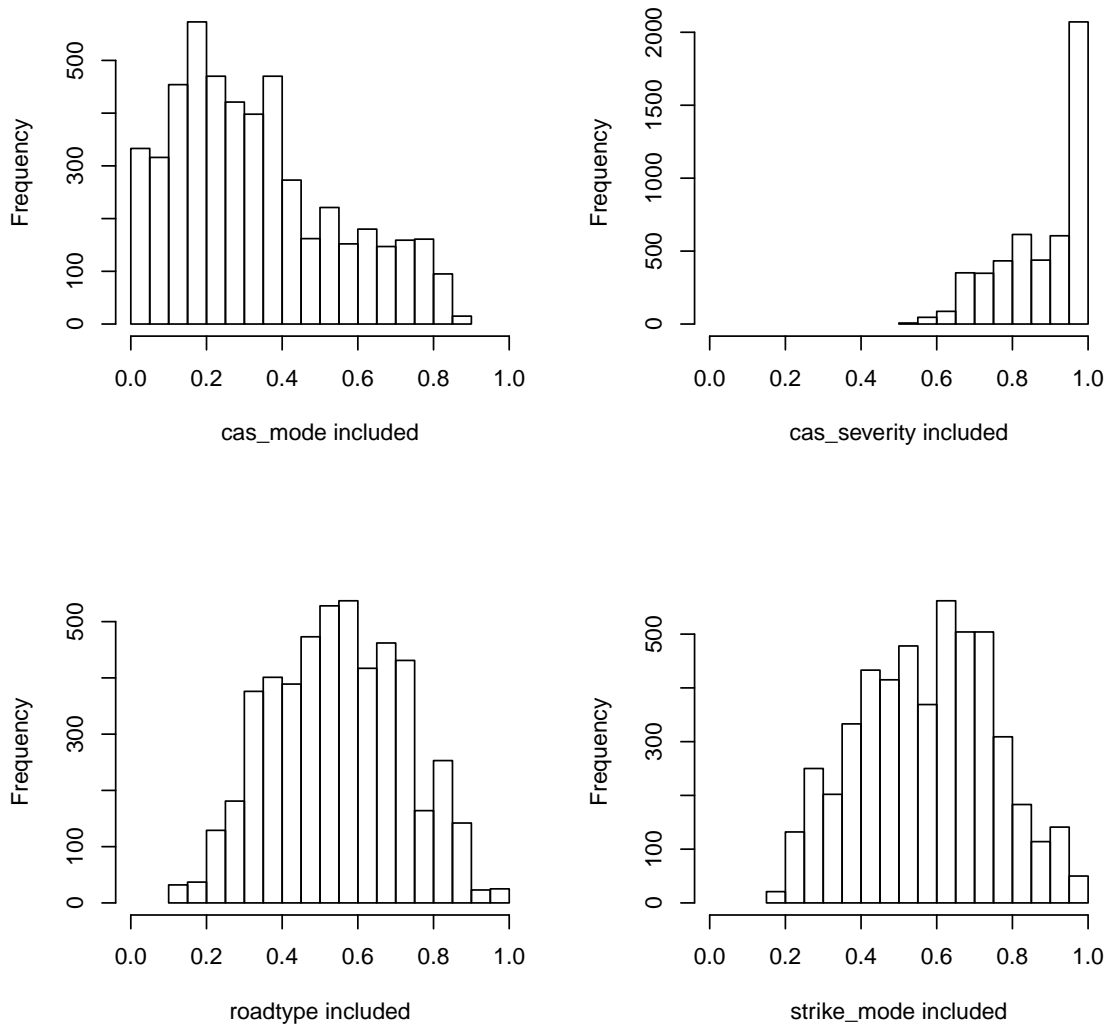 Frequency
0 100 300 500
0.0 0.2 0.4 0.6 0.8 1.0
cas_mode included
Frequency
0 500 1000 1500 2000
0.0 0.2 0.4 0.6 0.8 1.0
cas_severity included
Frequency
0 100 300 500
0.0 0.2 0.4 0.6 0.8 1.0
roadtype included
Frequency
0 100 300 500
0.0 0.2 0.4 0.6 0.8 1.0
strike_mode included